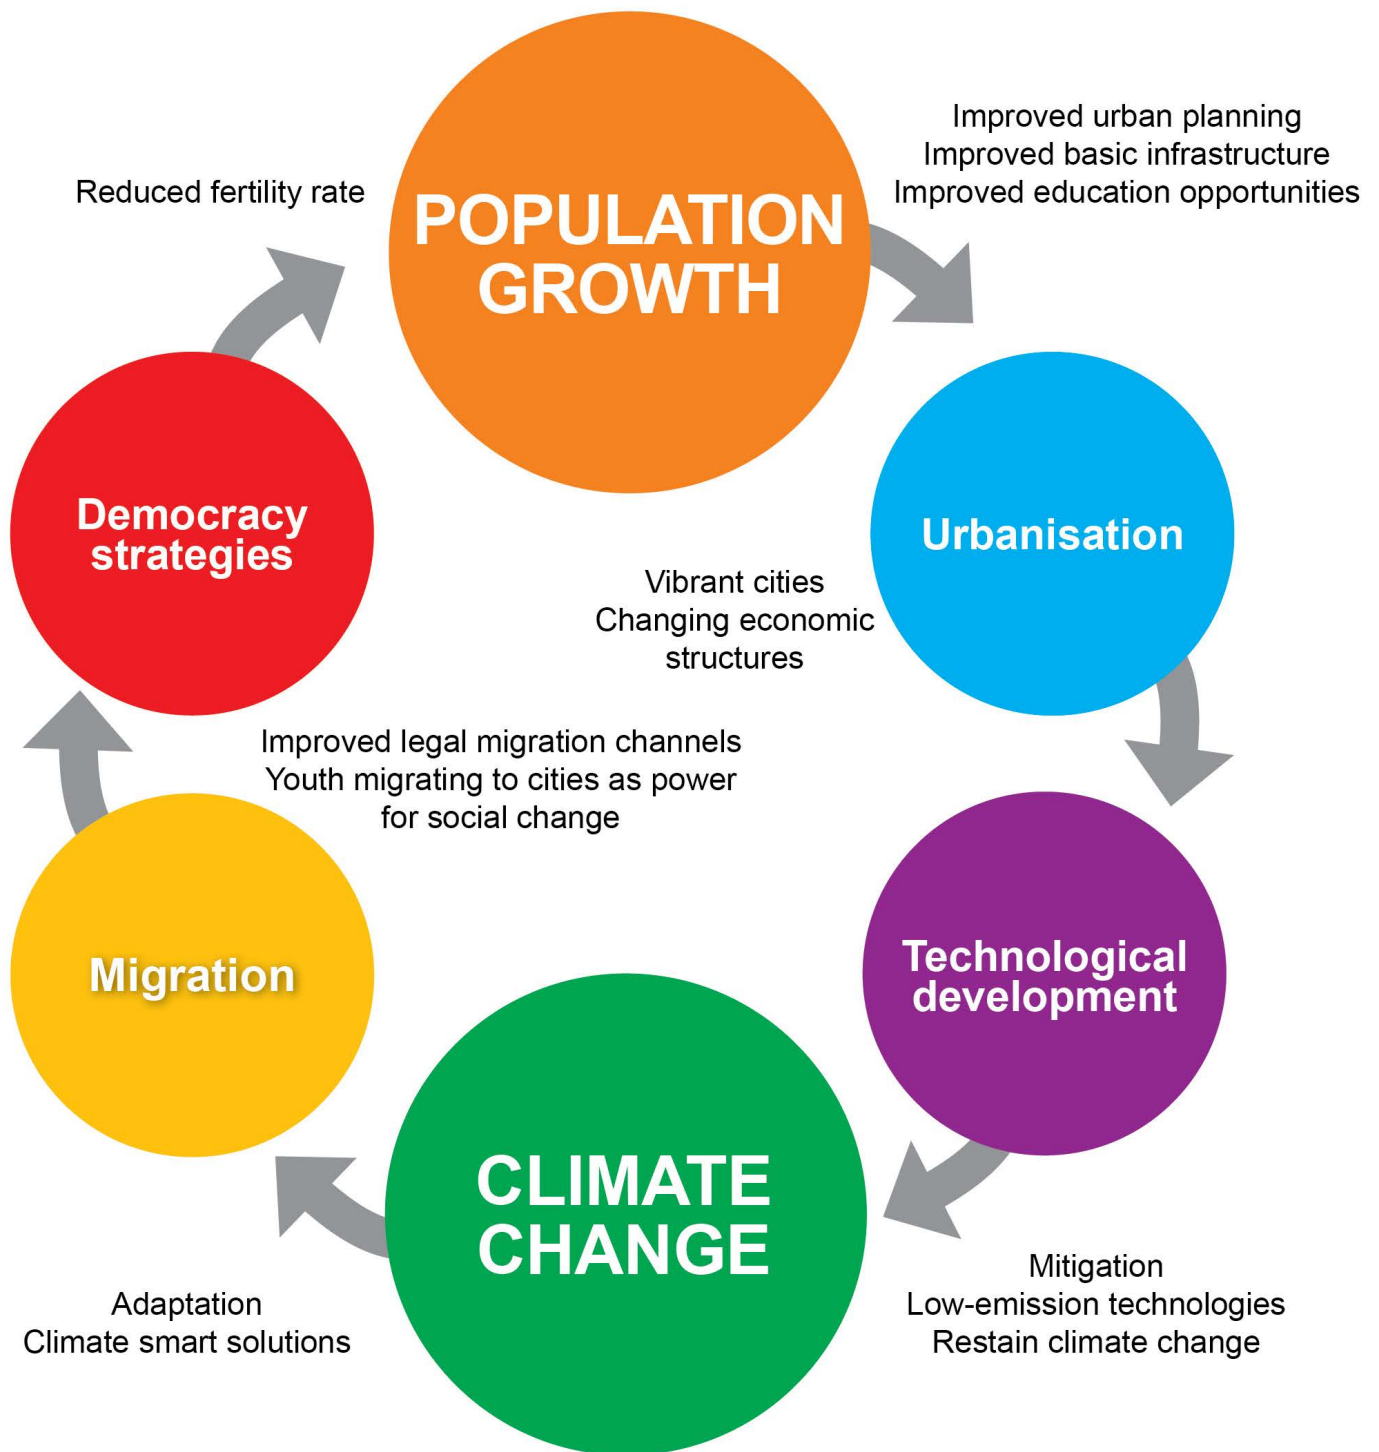 POPULATION
GROWTH
Improved urban planning
Improved basic infrastructure
Improved education opportunities
Urbanisation
Vibrant cities
Changing economic
structures
Technological
development
Mitigation
Low-emission technologies
Restain climate change
CLIMATE
CHANGE
Adaptation
Climate smart solutions
Migration
Improved legal migration channels
Youth migrating to cities as power
for social change
Democracy
strategies
Reduced fertility rate